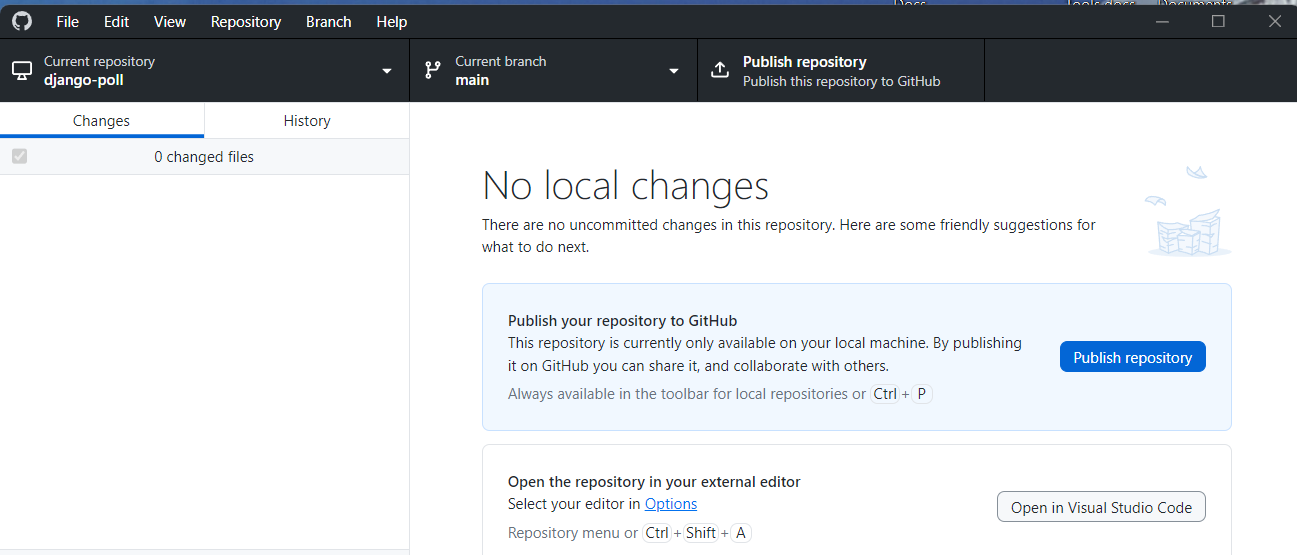 Docs
Tools docs
Documents
File Edit View Repository Branch Help
Current repository
django-poll
Current branch
main
Publish repository
Publish this repository to GitHub
Changes
History
0 changed files
No local changes
There are no uncommitted changes in this repository. Here are some friendly suggestions for
what to do next.
Publish your repository to GitHub
This repository is currently only available on your local machine. By publishing
it on GitHub you can share it, and collaborate with others.
Always available in the toolbar for local repositories or Ctrl + P
Publish repository
Open the repository in your external editor
Select your editor in Options
Repository menu or Ctrl + Shift + A
Open in Visual Studio Code